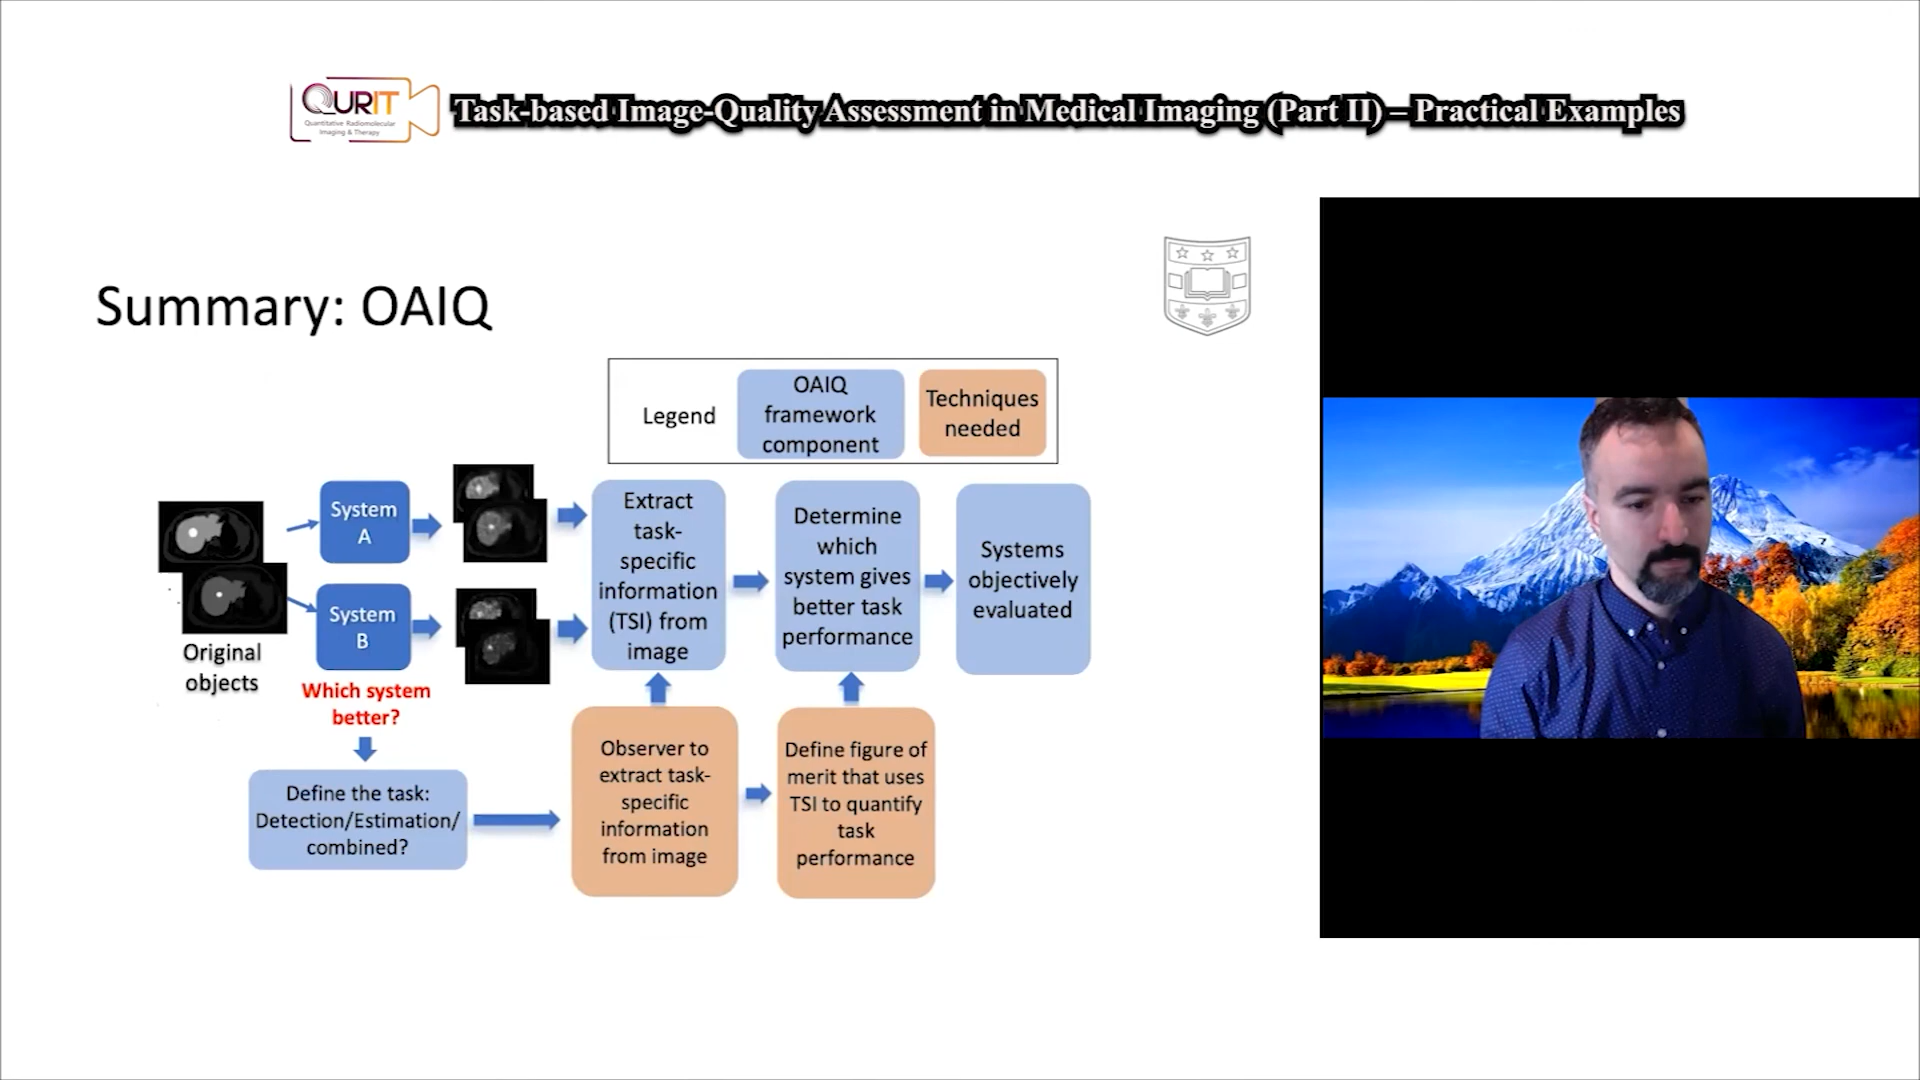 QURIT
Quantitative Radiomolecular
Imaging & Therapy
Task-based Image-Quality Assessment in Medical Imaging (Part II) – Practical Examples
Summary: OAIQ
Legend
OAIQ
framework
component
Techniques
needed
Original
objects
System
A
System
B
Which system
better?
Define the task:
Detection/Estimation/
combined?
Extract
task-
specific
information
(TSI) from
image
Determine
which
system gives
better task
performance
Systems
objectively
evaluated
Observer to
extract task-
specific
information
from image
Define figure of
merit that uses
TSI to quantify
task
performance